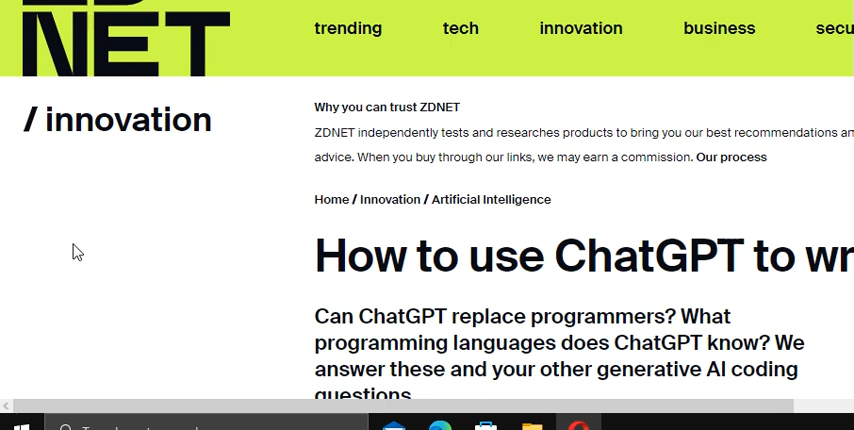 ZD
NET
trending tech innovation business secu
/ innovation
Why you can trust ZDNET
ZDNET independently tests and researches products to bring you our best recommendations an
advice. When you buy through our links, we may earn a commission. Our process
Home / Innovation / Artificial Intelligence
How to use ChatGPT to wr
Can ChatGPT replace programmers? What
programming languages does ChatGPT know? We
answer these and your other generative AI coding
questions